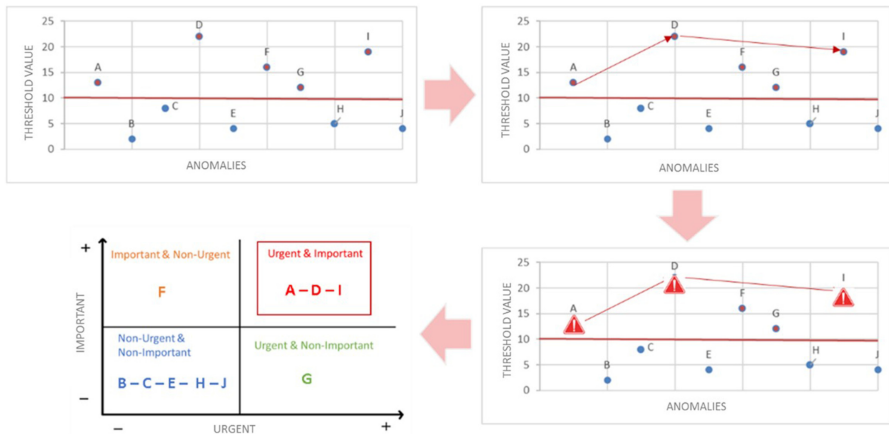 25
20
15
10
5
0
THRESHOLD VALUE
A
B
C
D
E
F
G
H
I
J
ANOMALIES
25
20
15
10
5
0
THRESHOLD VALUE
A
B
C
D
E
F
G
H
I
J
ANOMALIES
+
IMPORTANT
−
Important & Non-Urgent
F
Urgent & Important
A – D – I
Non-Urgent &
Non-Important
B – C – E – H – J
Urgent & Non-Important
G
−
URGENT
+
25
20
15
10
5
0
THRESHOLD VALUE
A
B
C
D
E
F
G
H
I
J
!
!
!
ANOMALIES